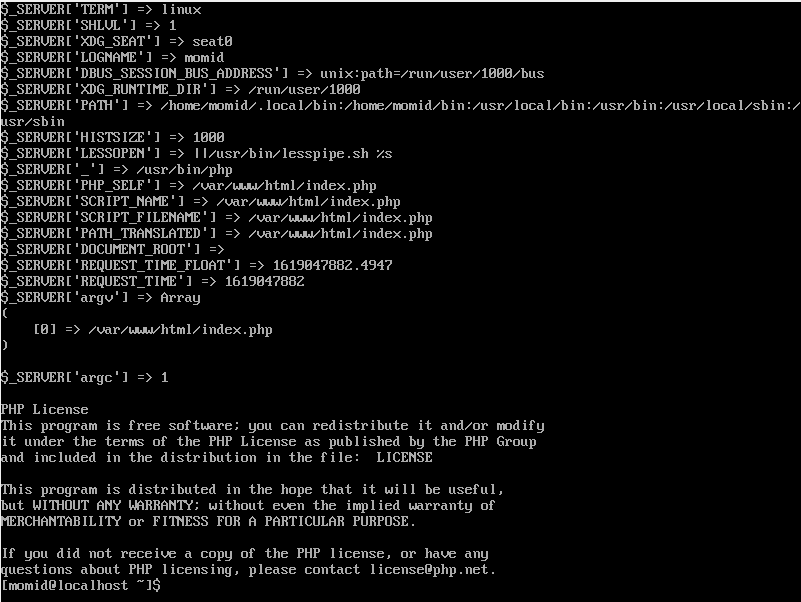 $_SERVER['TERM'] => linux
$_SERVER['SHLVL'] => 1
$_SERVER['XDG_SEAT'] => seat0
$_SERVER['LOGNAME'] => momid
$_SERVER['DBUS_SESSION_BUS_ADDRESS'] => unix:path=/run/user/1000/bus
$_SERVER['XDG_RUNTIME_DIR'] => /run/user/1000
$_SERVER['PATH'] => /home/momid/.local/bin:/home/momid/bin:/usr/local/bin:/usr/bin:/usr/local/sbin:/
usr/sbin
$_SERVER['HISTSIZE'] => 1000
$_SERVER['LESSOPEN'] => ||/usr/bin/lesspipe.sh %s
$_SERVER['_'] => /usr/bin/php
$_SERVER['PHP_SELF'] => /var/www/html/index.php
$_SERVER['SCRIPT_NAME'] => /var/www/html/index.php
$_SERVER['SCRIPT_FILENAME'] => /var/www/html/index.php
$_SERVER['PATH_TRANSLATED'] => /var/www/html/index.php
$_SERVER['DOCUMENT_ROOT'] =>
$_SERVER['REQUEST_TIME_FLOAT'] => 1619047882.4947
$_SERVER['REQUEST_TIME'] => 1619047882
$_SERVER['argv'] => Array
(
    [0] => /var/www/html/index.php
)
$_SERVER['argc'] => 1
PHP License
This program is free software; you can redistribute it and/or modify
it under the terms of the PHP License as published by the PHP Group
and included in the distribution in the file:  LICENSE
This program is distributed in the hope that it will be useful,
but WITHOUT ANY WARRANTY; without even the implied warranty of
MERCHANTABILITY or FITNESS FOR A PARTICULAR PURPOSE.
If you did not receive a copy of the PHP license, or have any
questions about PHP licensing, please contact license@php.net.
[momid@localhost ~]$